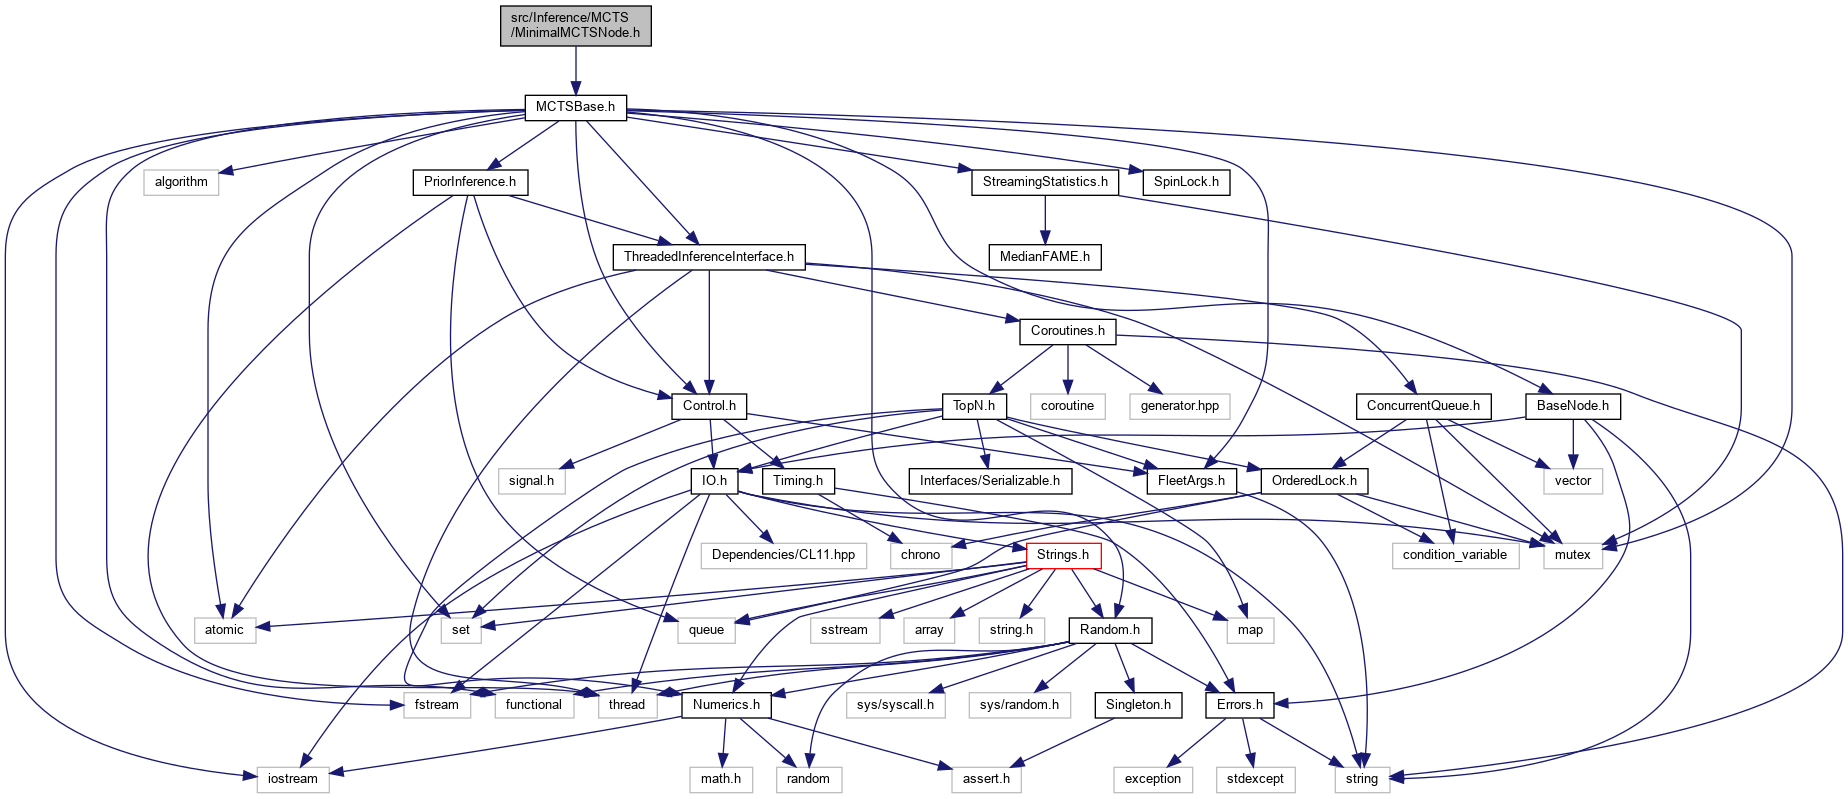 src/Inference/MCTS
/MinimalMCTSNode.h
MCTSBase.h
algorithm
PriorInference.h
StreamingStatistics.h
SpinLock.h
ThreadedInferenceInterface.h
MedianFAME.h
Coroutines.h
Control.h
TopN.h
coroutine
generator.hpp
ConcurrentQueue.h
BaseNode.h
signal.h
IO.h
Timing.h
Interfaces/Serializable.h
FleetArgs.h
OrderedLock.h
vector
Dependencies/CL11.hpp
chrono
Strings.h
condition_variable
mutex
atomic
set
queue
sstream
array
string.h
Random.h
map
fstream
functional
thread
Numerics.h
sys/syscall.h
sys/random.h
Singleton.h
Errors.h
iostream
math.h
random
assert.h
exception
stdexcept
string